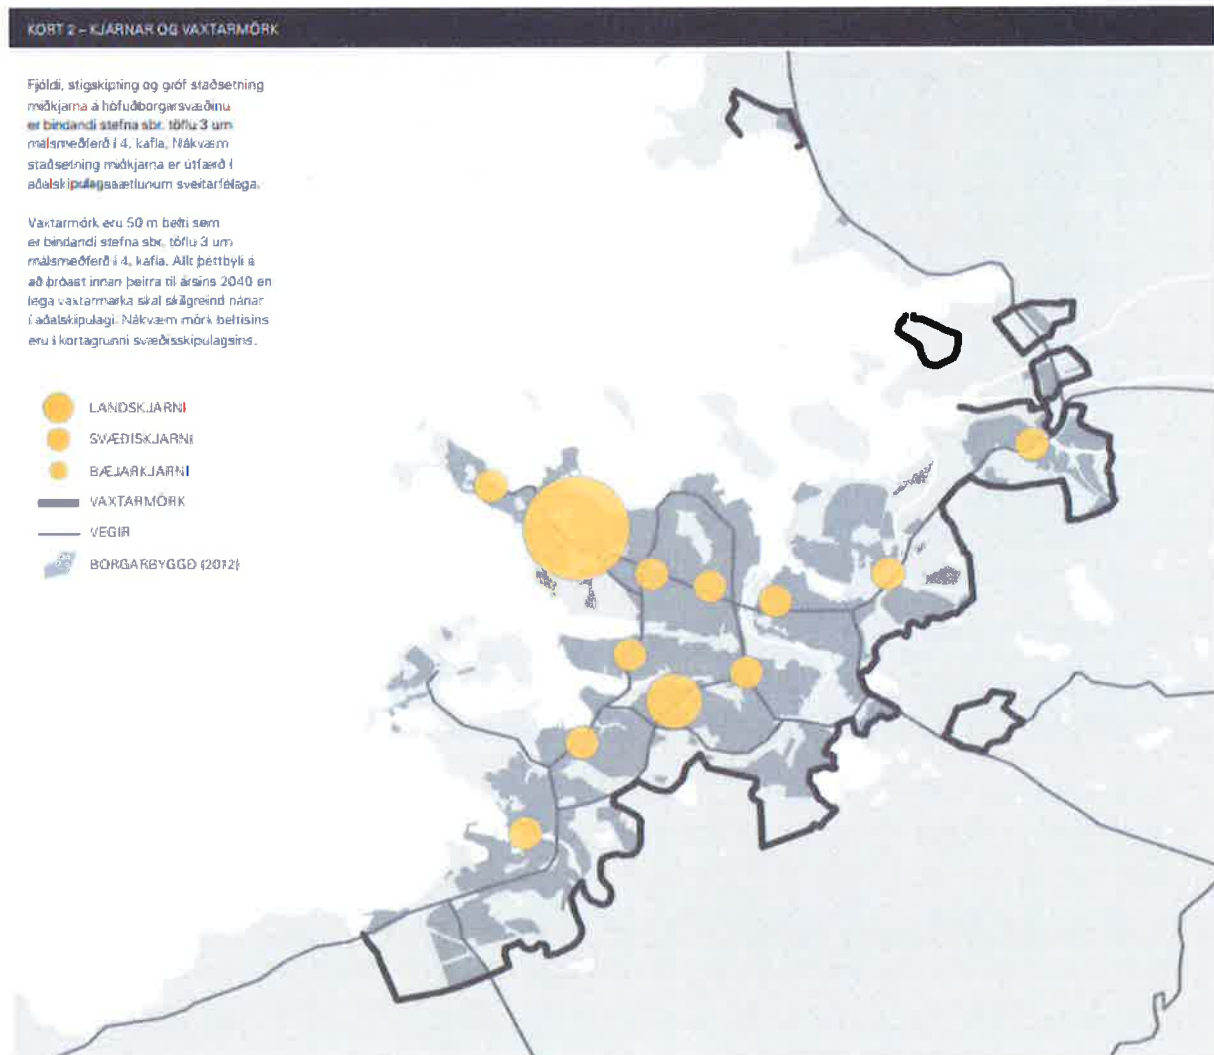 KORT 2 – KJARNAR OG VAXTARMÖRK
Fjöldi, stigskipting og gróf staðsetning
miðkjarna á höfuðborgarsvæðinu
er bindandi stefna sbr. töflu 3 um
málsmeðferð í 4. kafla. Nákvæm
staðsetning miðkjarna er útfærð í
aðalskipulagsáætlunum sveitarfélaga.
Vaxtarmörk eru 50 m belti sem
er bindandi stefna sbr. töflu 3 um
málsmeðferð í 4. kafla. Allt þéttbýli á
að þróast innan þeirra til ársins 2040 en
lega vaxtarmarka skal skilgreind nánar
í aðalskipulagi. Nákvæm mörk beltisins
eru í kortagrunni svæðisskipulagsins.
LANDSKJARNI
SVÆÐISKJARNI
BÆJARKJARNI
VAXTARMÖRK
VEGIR
BORGARBYGGÐ (2012)